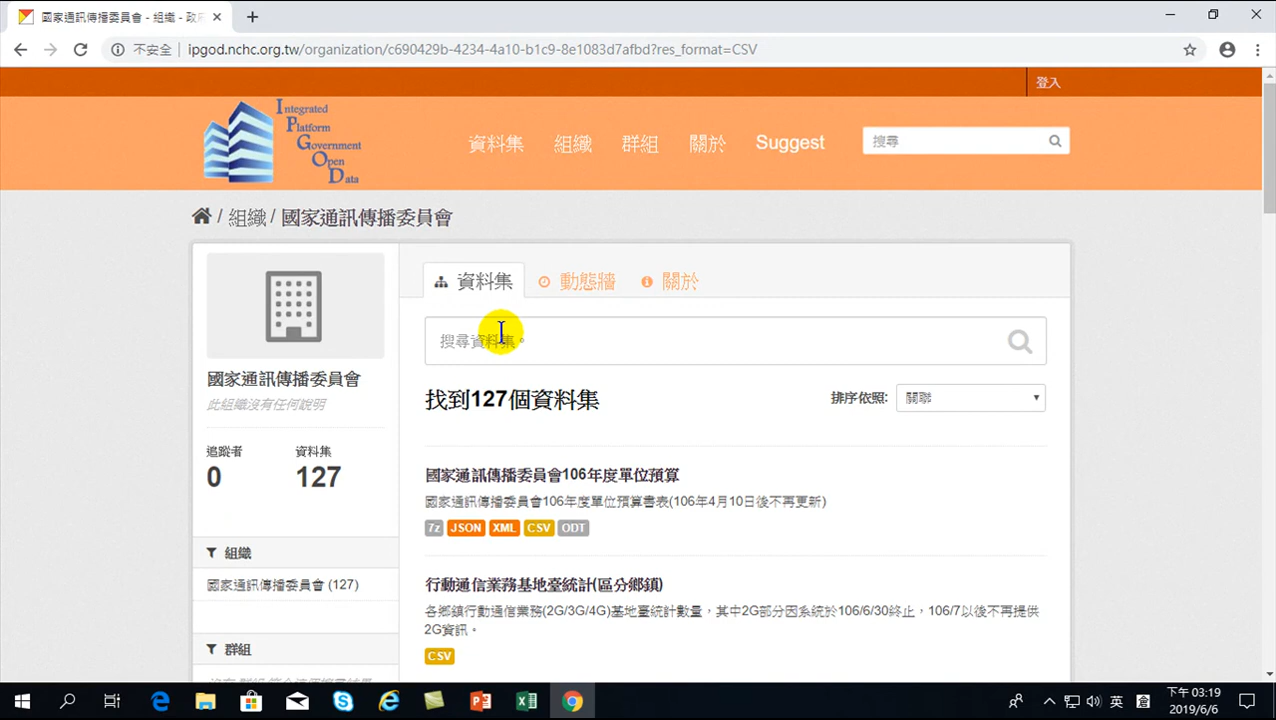 國家通訊傳播委員會 - 組織 - 政府
不安全
ipgod.nchc.org.tw/organization/c690429b-4234-4a10-b1c9-8e1083d7afbd?res_format=CSV
登入
Integrated
Platform
Government
Open
Data
資料集 組織 群組 關於 Suggest
搜尋
/ 組織 / 國家通訊傳播委員會
資料集 動態牆 關於
搜尋資料集。
國家通訊傳播委員會
此組織沒有任何說明
找到127個資料集
排序依照: 關聯
追蹤者 資料集
0 127
國家通訊傳播委員會106年度單位預算
國家通訊傳播委員會106年度單位預算書表(106年4月10日後不再更新)
7z JSON XML CSV ODT
組織
國家通訊傳播委員會 (127)
行動通信業務基地臺統計(區分鄉鎮)
各鄉鎮行動通信業務(2G/3G/4G)基地臺統計數量，其中2G部分因系統於106/6/30終止，106/7以後不再提供
2G資訊。
群組
CSV
英
下午 03:19
2019/6/6